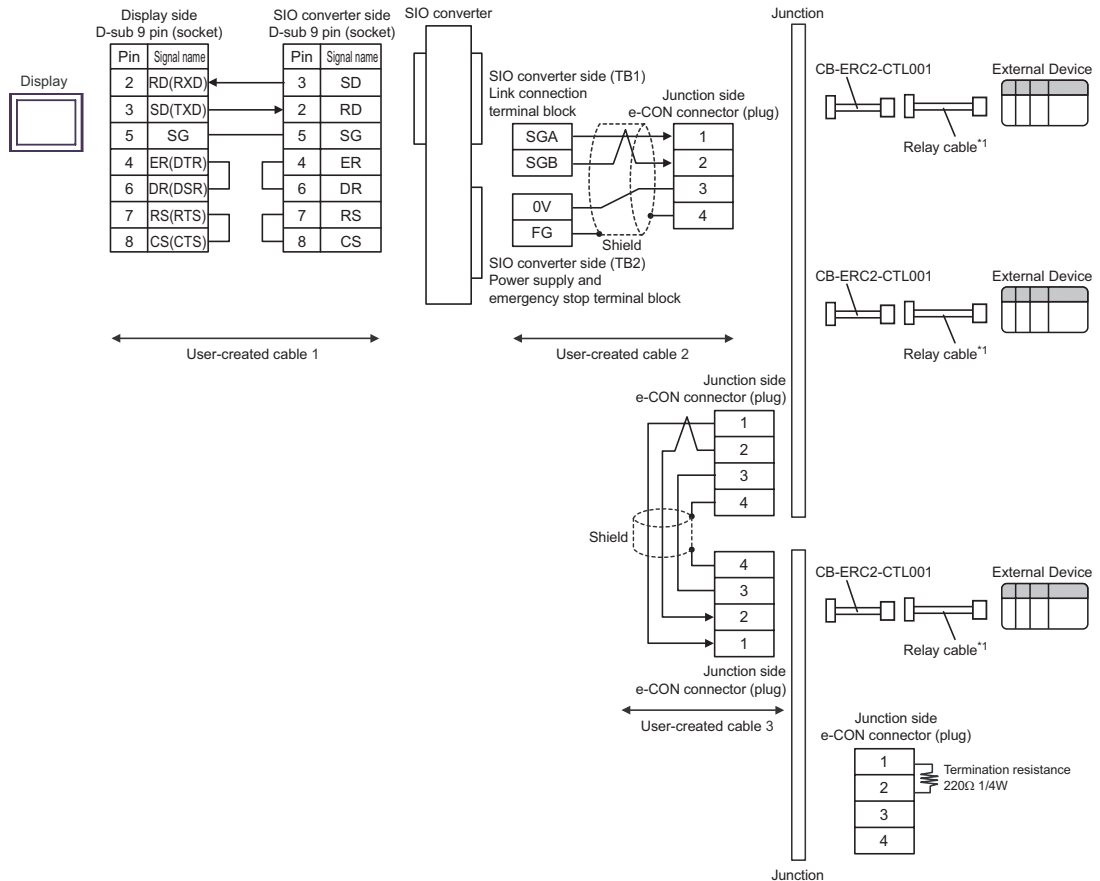 Display
Display side
D-sub 9 pin (socket)
Pin Signal name
2 RD(RXD)
3 SD(TXD)
5 SG
4 ER(DTR)
6 DR(DSR)
7 RS(RTS)
8 CS(CTS)
SIO converter side
D-sub 9 pin (socket)
Pin Signal name
3 SD
2 RD
5 SG
4 ER
6 DR
7 RS
8 CS
User-created cable 1
SIO converter
SIO converter side (TB1)
Link connection
terminal block
SGA
SGB
0V
FG
Shield
SIO converter side (TB2)
Power supply and
emergency stop terminal block
Junction side
e-CON connector (plug)
1
2
3
4
User-created cable 2
Junction side
e-CON connector (plug)
1
2
3
4
Shield
4
3
2
1
Junction side
e-CON connector (plug)
User-created cable 3
Junction
CB-ERC2-CTL001
External Device
Relay cable*1
CB-ERC2-CTL001
External Device
Relay cable*1
CB-ERC2-CTL001
External Device
Relay cable*1
Junction side
e-CON connector (plug)
1
2
3
4
Termination resistance
220Ω 1/4W
Junction